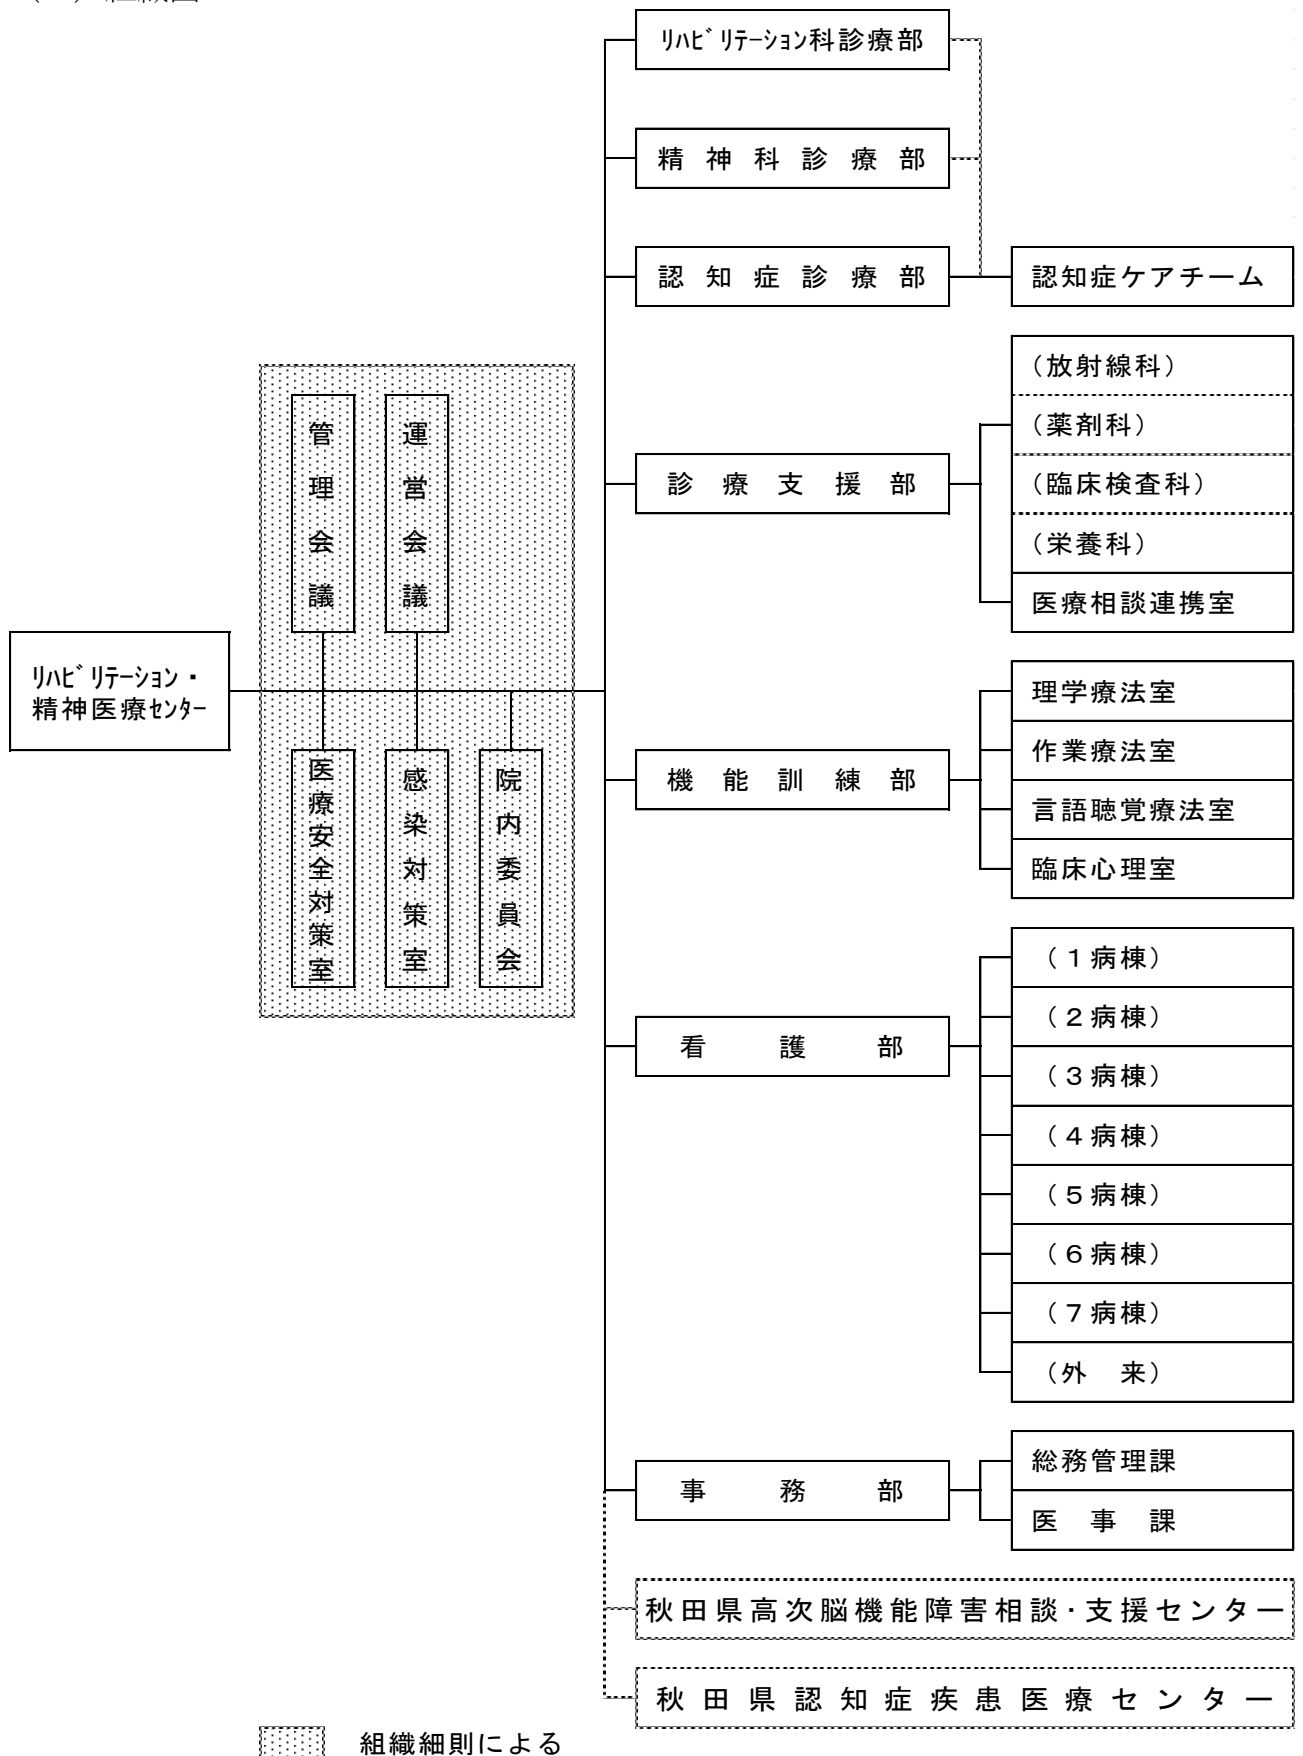 組織図
リハビリテーション科診療部
精神科診療部
認知症診療部
認知症ケアチーム
(放射線科)
(薬剤科)
診療支援部
(臨床検査科)
(栄養科)
医療相談連携室
管理会議
運営会議
リハビリテーション・
精神医療センター
医療安全対策室
感染対策室
院内委員会
機能訓練部
理学療法室
作業療法室
言語聴覚療法室
臨床心理室
看護部
(1病棟)
(2病棟)
(3病棟)
(4病棟)
(5病棟)
(6病棟)
(7病棟)
(外 来)
事務部
総務管理課
医事課
秋田県高次脳機能障害相談・支援センター
秋田県認知症疾患医療センター
組織細則による